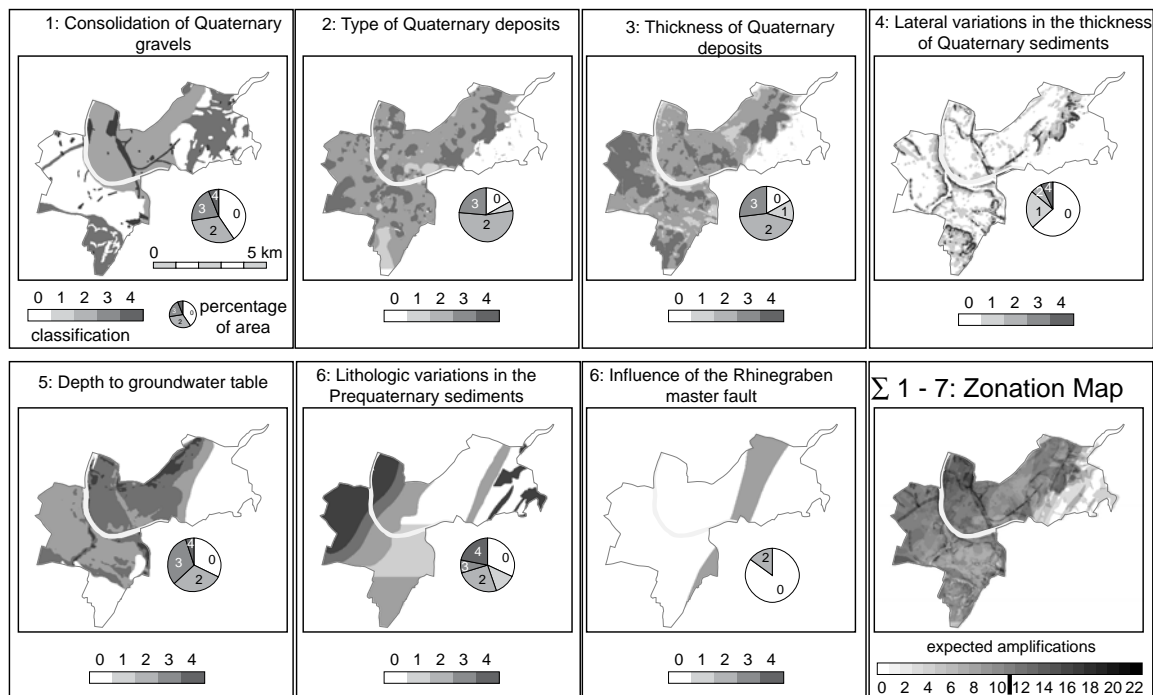 1: Consolidation of Quaternary
gravels
0
3
2
4
0
5 km
0 1 2 3 4
classification
percentage
of area
0
2
3
2: Type of Quaternary deposits
0
2
3
0 1 2 3 4
3: Thickness of Quaternary
deposits
0
1
2
3
0 1 2 3 4
4: Lateral variations in the thickness
of Quaternary sediments
0
1
2
4
0 1 2 3 4
5: Depth to groundwater table
0
2
3
4
0 1 2 3 4
6: Lithologic variations in the
Prequaternary sediments
0
2
3
4
0 1 2 3 4
6: Influence of the Rhinegraben
master fault
0
2
0 1 2 3 4
Σ 1 - 7: Zonation Map
expected amplifications
0 2 4 6 8 10 12 14 16 18 20 22